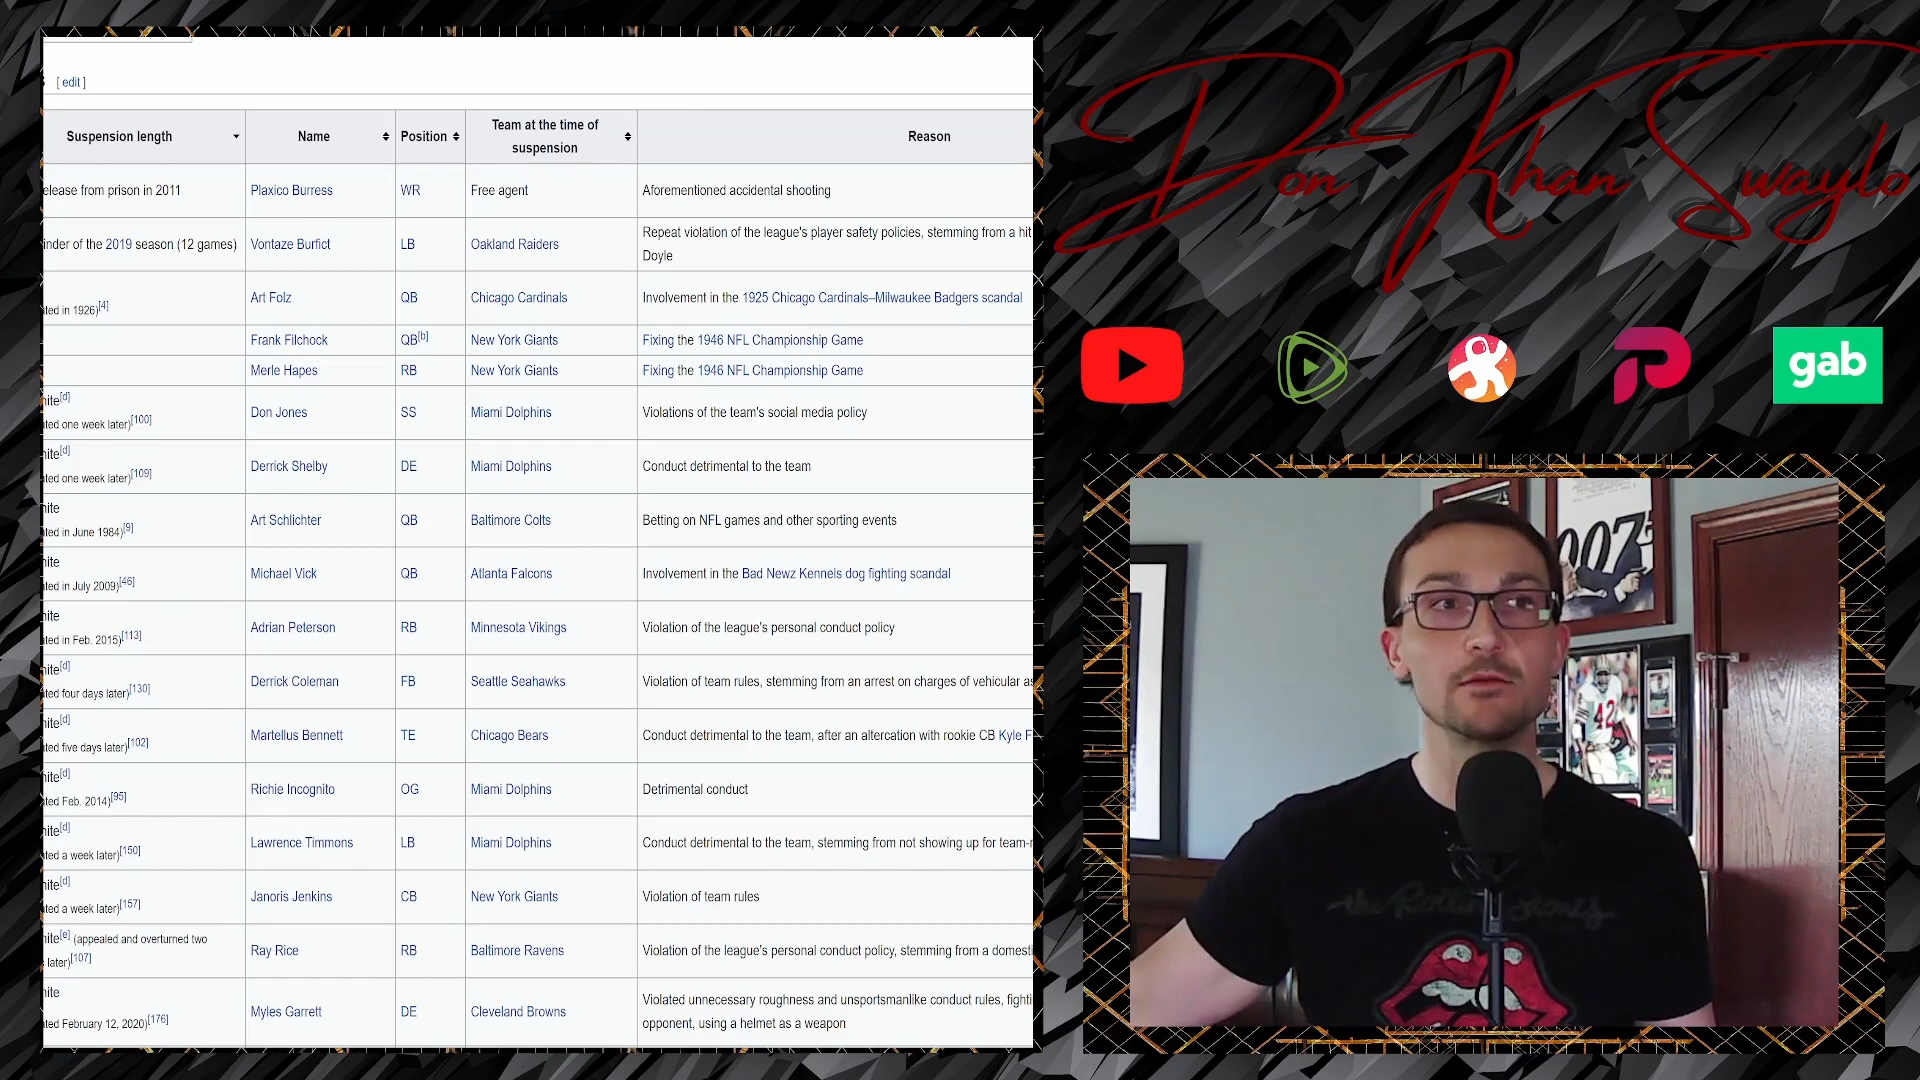 [ edit ]
Suspension length Name Position Team at the time of suspension Reason
elease from prison in 2011 Plaxico Burress WR Free agent Aforementioned accidental shooting
inder of the 2019 season (12 games) Vontaze Burfict LB Oakland Raiders Repeat violation of the league's player safety policies, stemming from a hit
Doyle
ted in 1926)[4] Art Folz QB Chicago Cardinals Involvement in the 1925 Chicago Cardinals–Milwaukee Badgers scandal
Frank Filchock QB[b] New York Giants Fixing the 1946 NFL Championship Game
Merle Hapes RB New York Giants Fixing the 1946 NFL Championship Game
nite[d]
ted one week later)[100] Don Jones SS Miami Dolphins Violations of the team's social media policy
nite[d]
ted one week later)[109] Derrick Shelby DE Miami Dolphins Conduct detrimental to the team
nite
ted in June 1984)[9] Art Schlichter QB Baltimore Colts Betting on NFL games and other sporting events
nite
ted in July 2009)[46] Michael Vick QB Atlanta Falcons Involvement in the Bad Newz Kennels dog fighting scandal
nite
ted in Feb. 2015)[113] Adrian Peterson RB Minnesota Vikings Violation of the league's personal conduct policy
nite[d]
ted four days later)[130] Derrick Coleman FB Seattle Seahawks Violation of team rules, stemming from an arrest on charges of vehicular as
nite[d]
ted five days later)[102] Martellus Bennett TE Chicago Bears Conduct detrimental to the team, after an altercation with rookie CB Kyle F
nite[d]
ted Feb. 2014)[95] Richie Incognito OG Miami Dolphins Detrimental conduct
nite[d]
ted a week later)[150] Lawrence Timmons LB Miami Dolphins Conduct detrimental to the team, stemming from not showing up for team-r
nite[d]
ted a week later)[157] Janoris Jenkins CB New York Giants Violation of team rules
nite[e] (appealed and overturned two
later)[107] Ray Rice RB Baltimore Ravens Violation of the league's personal conduct policy, stemming from a domesti
nite
ted February 12, 2020)[176] Myles Garrett DE Cleveland Browns Violated unnecessary roughness and unsportsmanlike conduct rules, fighti
opponent, using a helmet as a weapon
Don Khan Swaylo
gab
007
42
the Rolling Stones